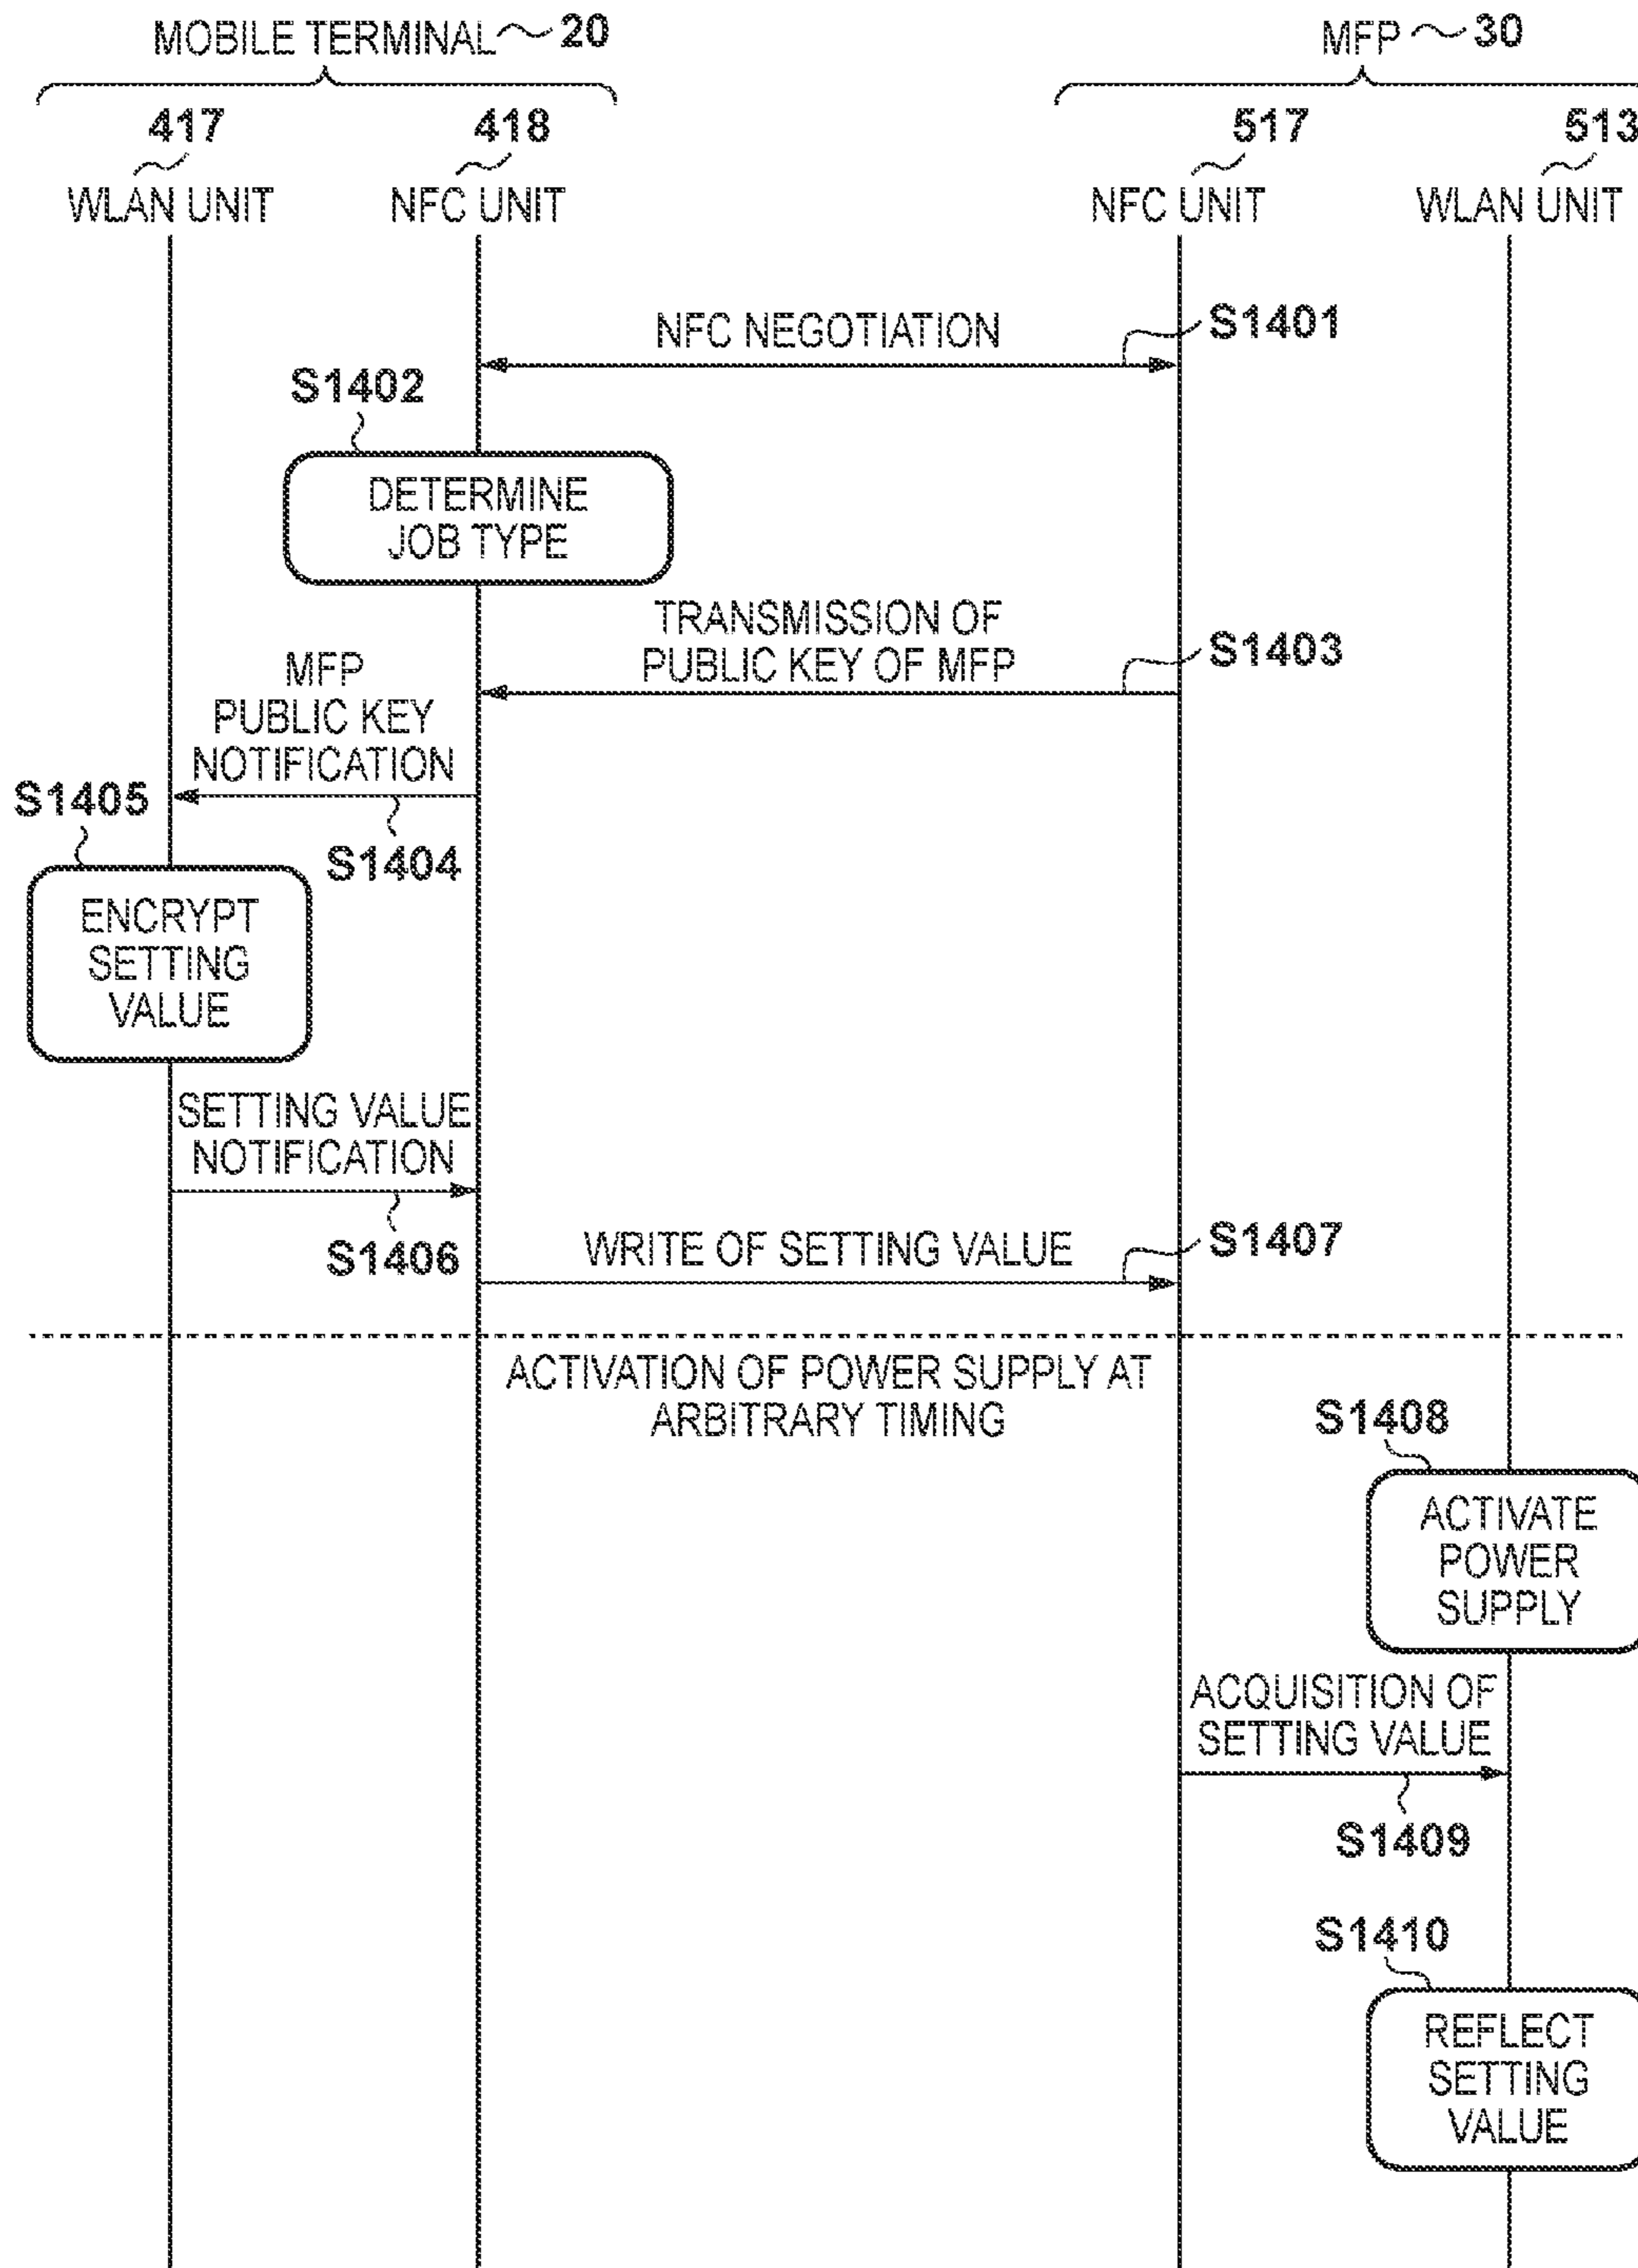 MOBILE TERMINAL 20
MFP 30
417
418
517
513
WLAN UNIT
NFC UNIT
NFC UNIT
WLAN UNIT
NFC NEGOTIATION
S1401
S1402
DETERMINE
JOB TYPE
TRANSMISSION OF
PUBLIC KEY OF MFP
S1403
MFP
PUBLIC KEY
NOTIFICATION
S1404
S1405
ENCRYPT
SETTING
VALUE
SETTING VALUE
NOTIFICATION
S1406
WRITE OF SETTING VALUE
S1407
ACTIVATION OF POWER SUPPLY AT
ARBITRARY TIMING
S1408
ACTIVATE
POWER
SUPPLY
ACQUISITION OF
SETTING VALUE
S1409
S1410
REFLECT
SETTING
VALUE